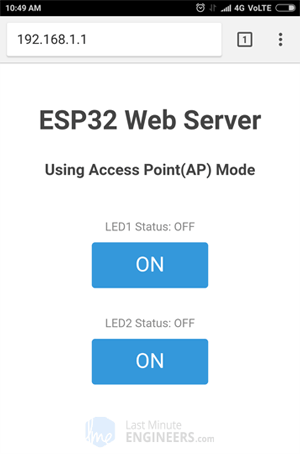 10:49 AM 4G VoLTE
192.168.1.1 1
ESP32 Web Server
Using Access Point(AP) Mode
LED1 Status: OFF
ON
LED2 Status: OFF
ON
Last Minute
ENGINEERS.com